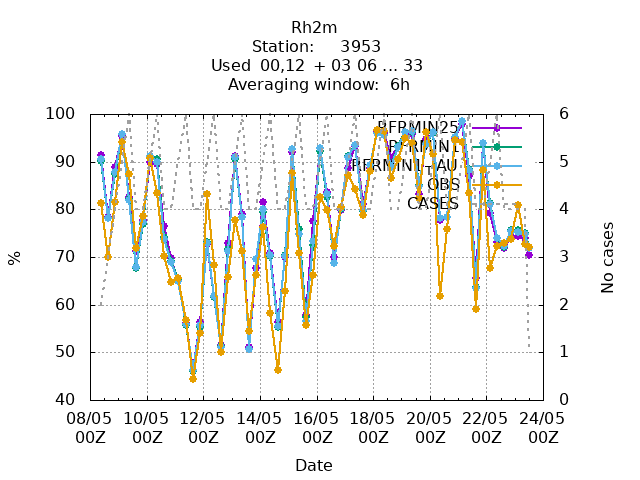 Rh2m
Station: 3953
Used 00,12 + 03 06 ... 33
Averaging window: 6h
100 6
RFRMIN25
90 5
OBS
80 CASES 4
70 3
60 2
50 1
40 0
% No cases
08/05 10/05 12/05 14/05 16/05 18/05 20/05 22/05 24/05
00Z 00Z 00Z 00Z 00Z 00Z 00Z 00Z 00Z
Date